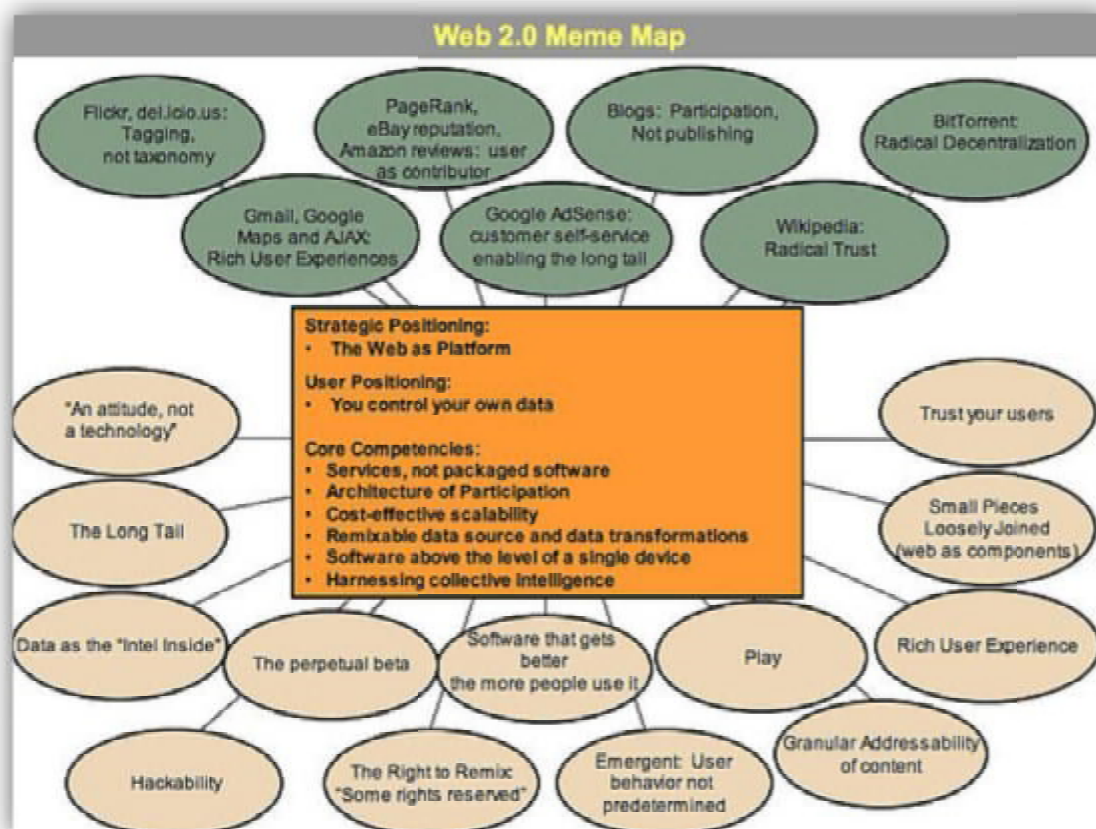 Web 2.0 Meme Map
Flickr, del.icio.us:
Tagging,
not taxonomy
PageRank,
eBay reputation,
Amazon reviews: user
as contributor
Blogs: Participation,
Not publishing
BitTorrent:
Radical Decentralization
Gmail, Google
Maps and AJAX:
Rich User Experiences
Google AdSense:
customer self-service
enabling the long tail
Wikipedia:
Radical Trust
Strategic Positioning:
• The Web as Platform
User Positioning:
• You control your own data
Core Competencies:
• Services, not packaged software
• Architecture of Participation
• Cost-effective scalability
• Remixable data source and data transformations
• Software above the level of a single device
• Harnessing collective intelligence
"An attitude, not
a technology"
Trust your users
The Long Tail
Small Pieces
Loosely Joined
(web as components)
Data as the "Intel Inside"
The perpetual beta
Software that gets
better
the more people use it
Play
Rich User Experience
Hackability
The Right to Remix:
"Some rights reserved"
Emergent: User
behavior not
predetermined
Granular Addressability
of content